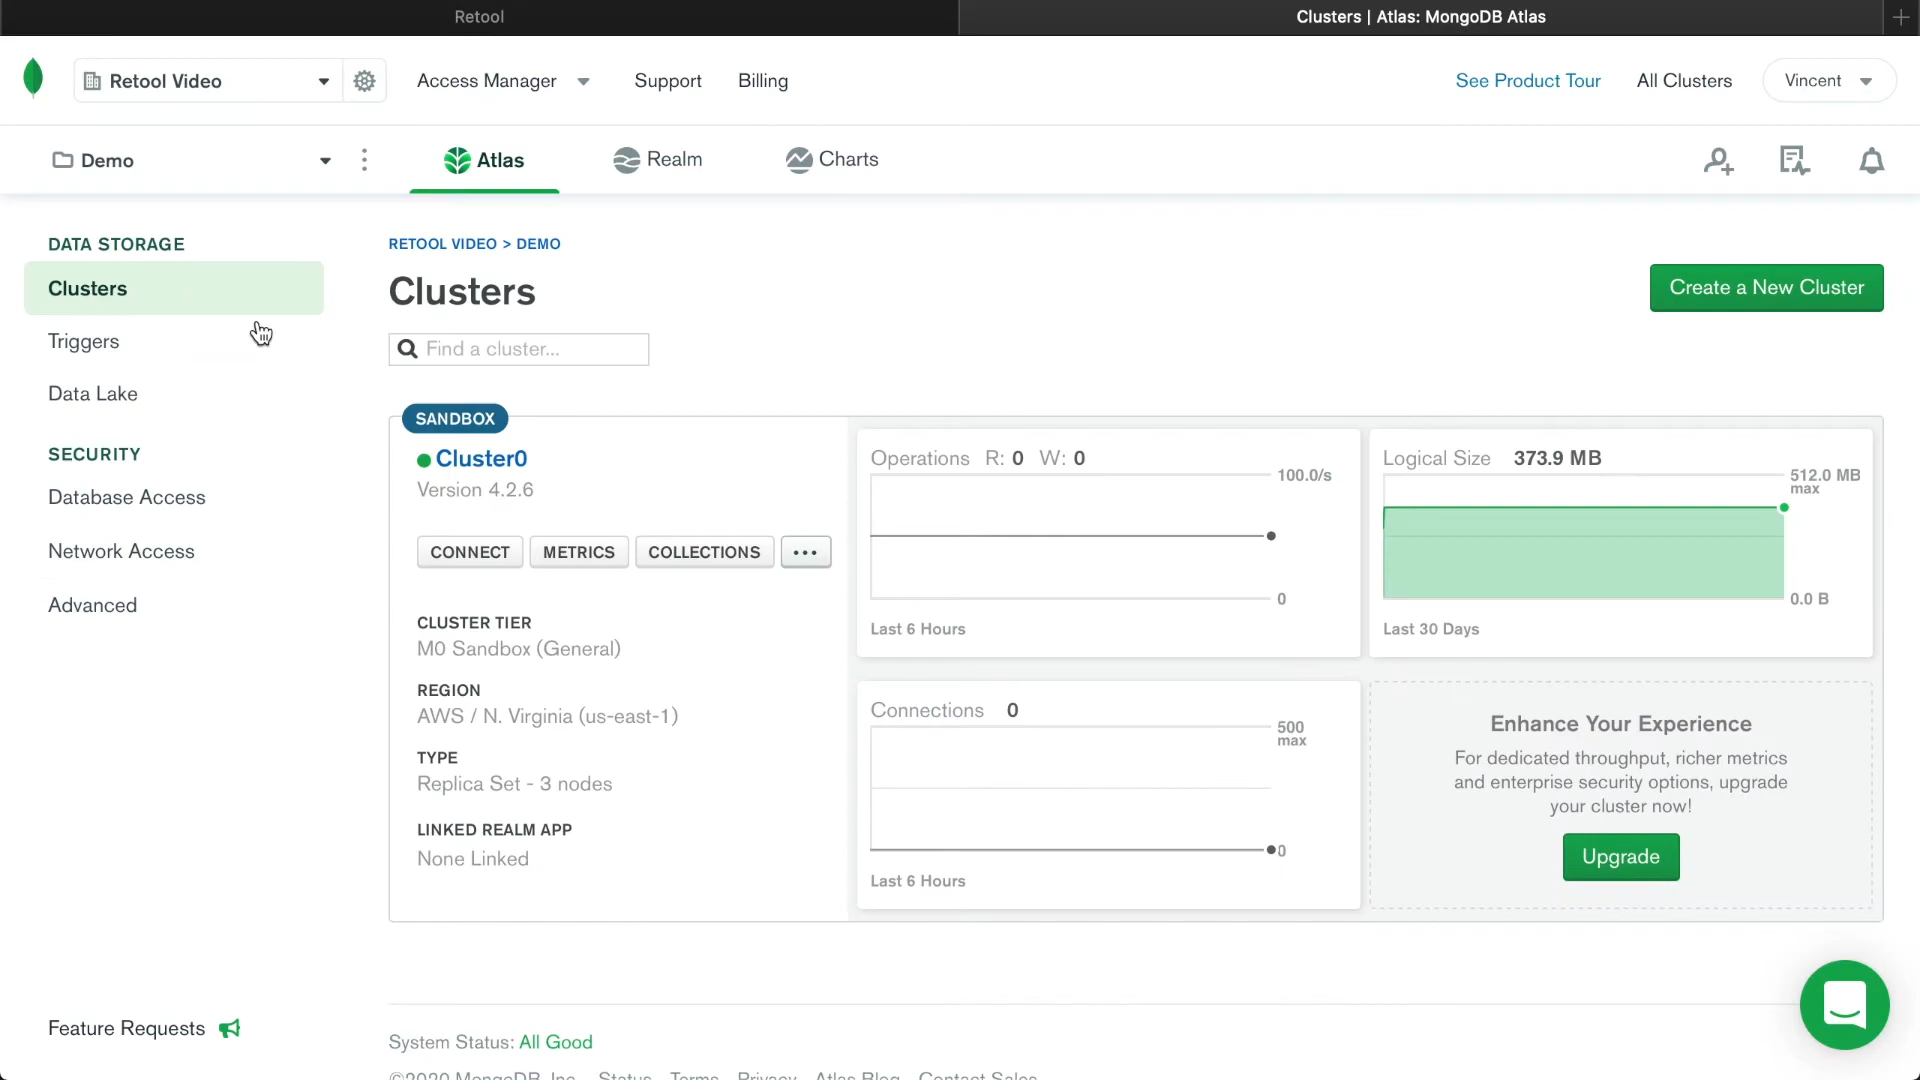 Retool
Clusters | Atlas: MongoDB Atlas
Retool Video
Access Manager
Support
Billing
See Product Tour
All Clusters
Vincent
Demo
Atlas
Realm
Charts
DATA STORAGE
Clusters
Triggers
Data Lake
SECURITY
Database Access
Network Access
Advanced
Feature Requests
RETOOL VIDEO > DEMO
Clusters
Create a New Cluster
Find a cluster...
SANDBOX
Cluster0
Version 4.2.6
CONNECT
METRICS
COLLECTIONS
...
CLUSTER TIER
M0 Sandbox (General)
REGION
AWS / N. Virginia (us-east-1)
TYPE
Replica Set - 3 nodes
LINKED REALM APP
None Linked
Operations R: 0 W: 0
100.0/s
0
Last 6 Hours
Logical Size 373.9 MB
512.0 MB
max
0.0 B
Last 30 Days
Connections 0
500
max
0
Last 6 Hours
Enhance Your Experience
For dedicated throughput, richer metrics
and enterprise security options, upgrade
your cluster now!
Upgrade
System Status: All Good
©2020 MongoDB, Inc. Status Terms Privacy Atlas Blog Contact Sales